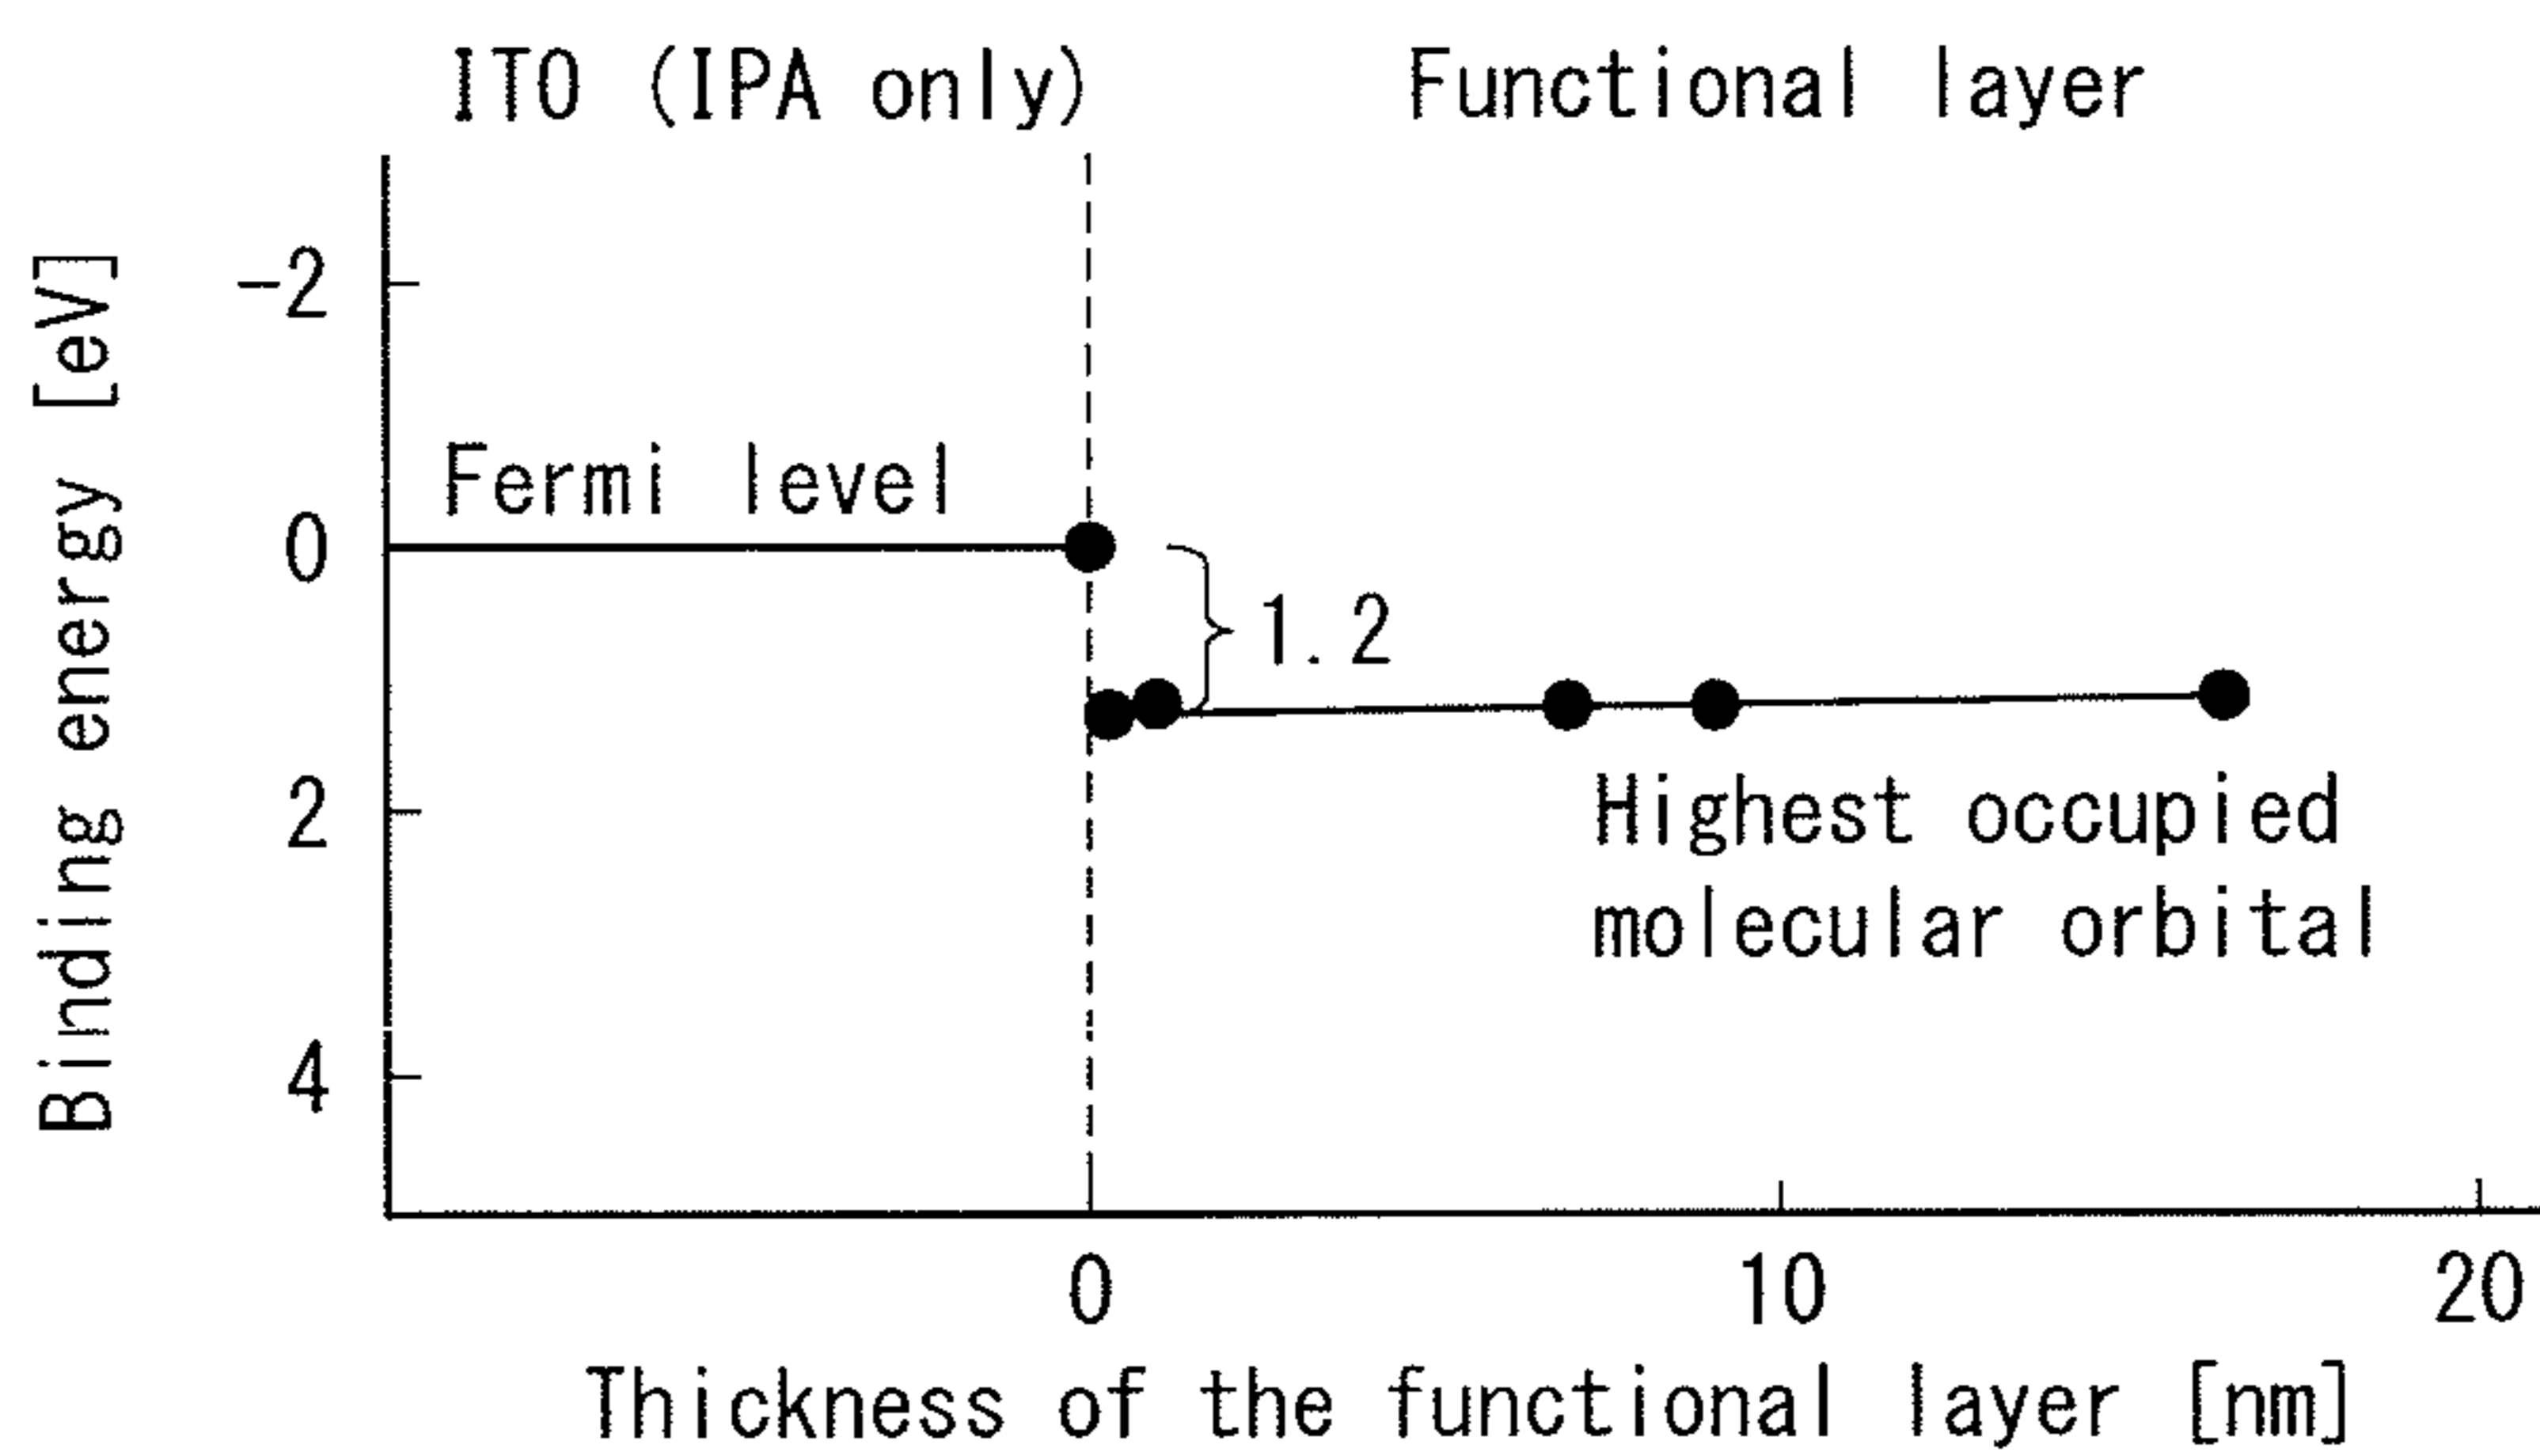 ITO (IPA only)
Functional layer
Binding energy [eV]
-2
0
2
4
Fermi level
1.2
Highest occupied
molecular orbital
0
10
20
Thickness of the functional layer [nm]